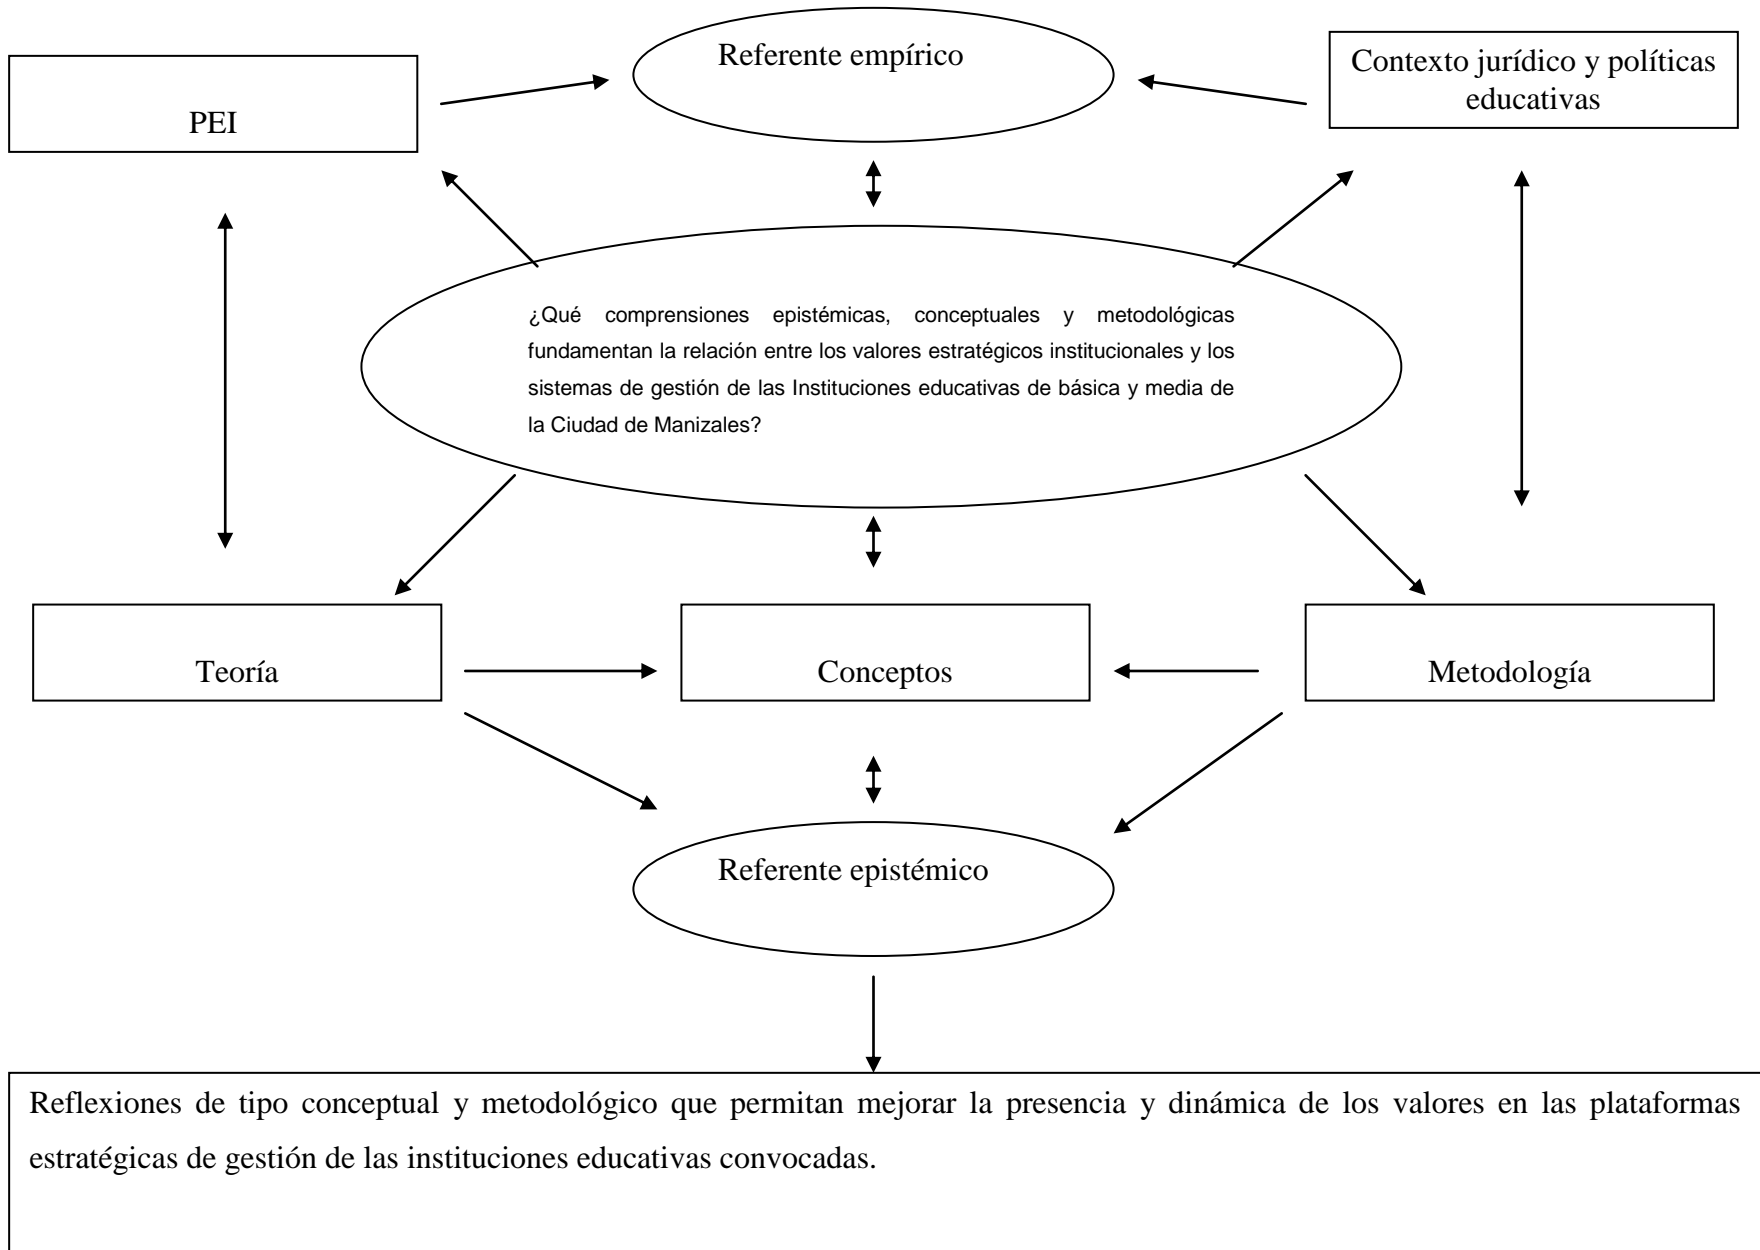 Referente empírico
Contexto jurídico y políticas
educativas
PEI
¿Qué comprensiones epistémicas, conceptuales y metodológicas
fundamentan la relación entre los valores estratégicos institucionales y los
sistemas de gestión de las Instituciones educativas de básica y media de
la Ciudad de Manizales?
Teoría
Conceptos
Metodología
Referente epistémico
Reflexiones de tipo conceptual y metodológico que permitan mejorar la presencia y dinámica de los valores en las plataformas
estratégicas de gestión de las instituciones educativas convocadas.